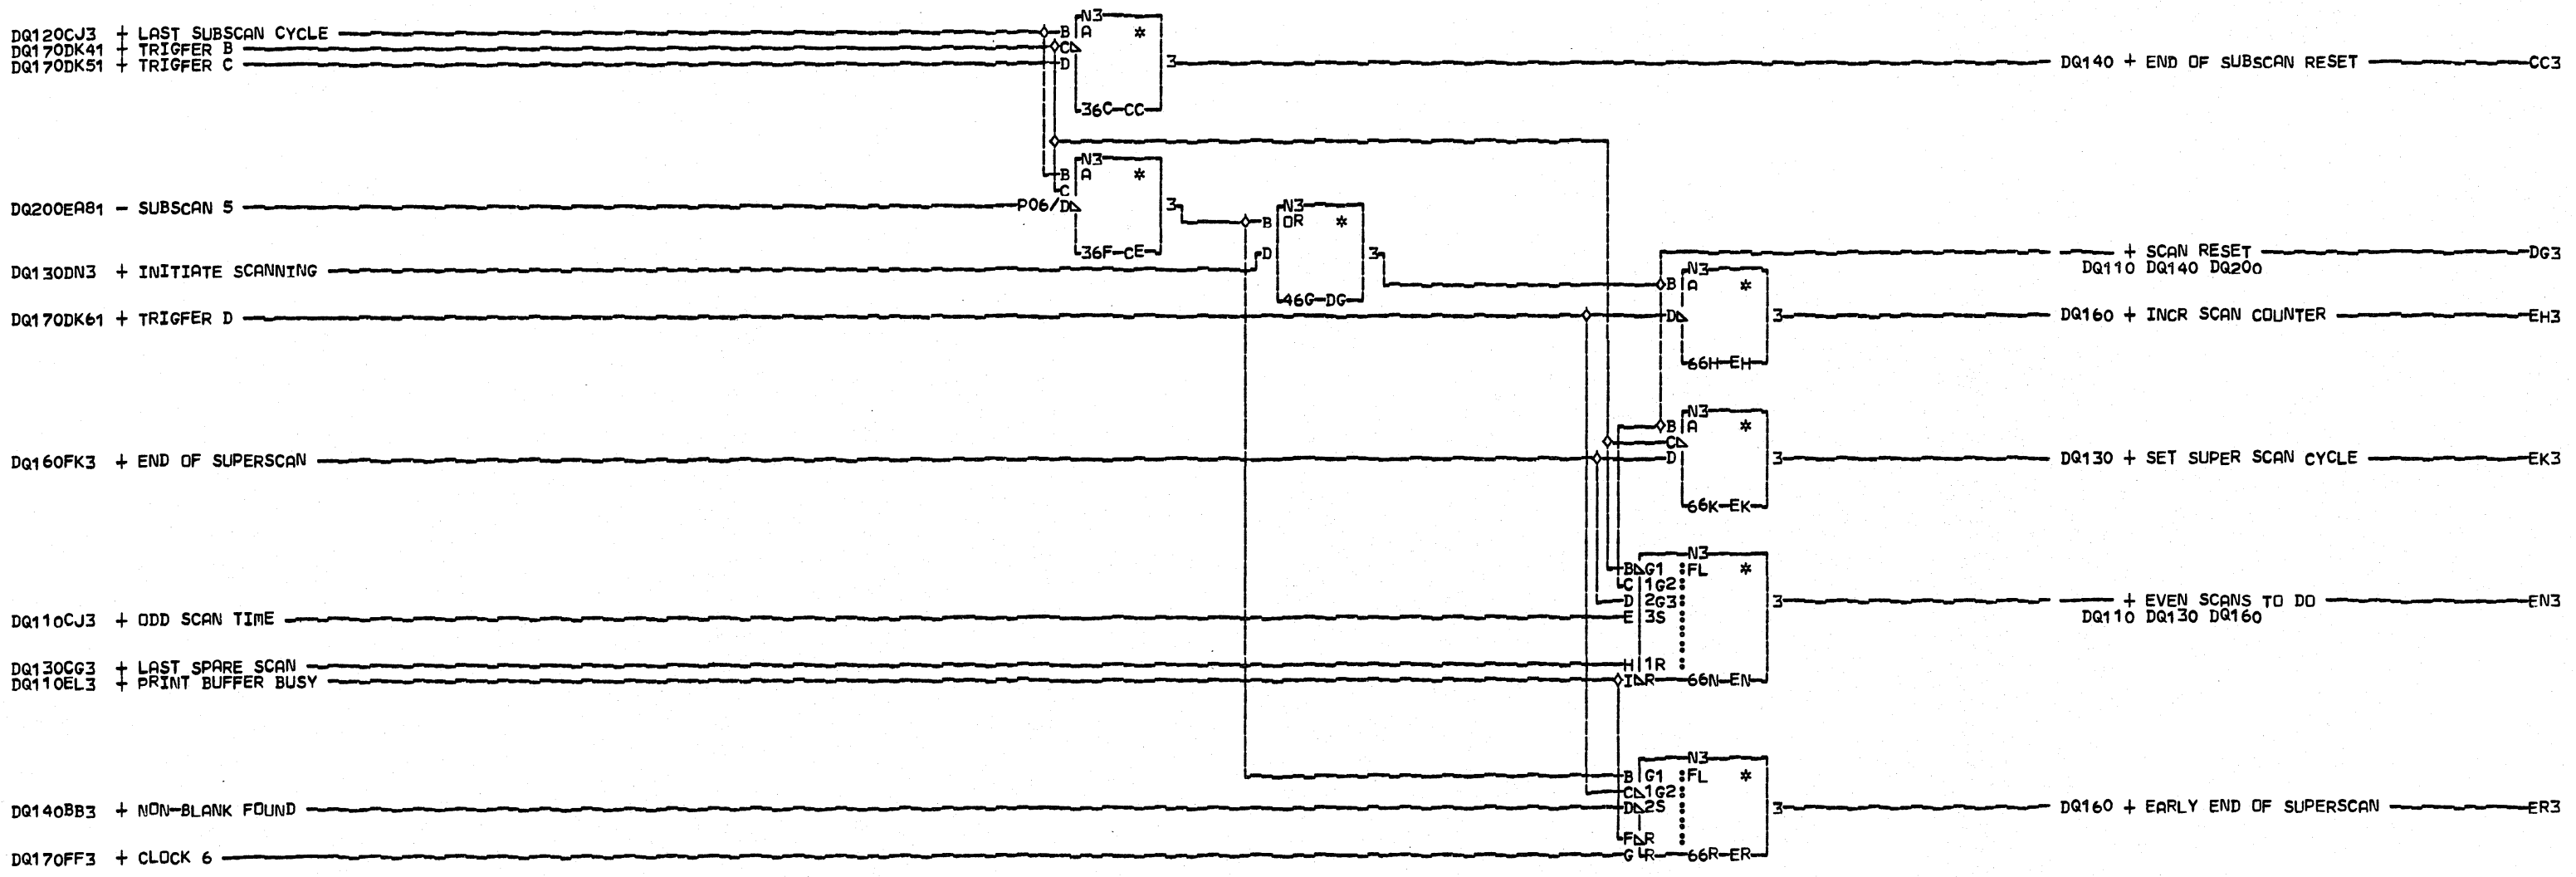 N3
DQ120CJ3 + LAST SUBSCAN CYCLE B A *
DQ170DK41 + TRIGFER B C
DQ170DK51 + TRIGFER C D 3 DQ140 + END OF SUBSCAN RESET CC3
36C-CC
N3
B A *
C
DQ200EA81 - SUBSCAN 5 P06/D 3 N3
B OR *
36F-CE D 3 + SCAN RESET DG3
DQ130DN3 + INITIATE SCANNING N3 DQ110 DQ140 DQ200
B A *
46G-DG
DQ170DK61 + TRIGFER D D 3 DQ160 + INCR SCAN COUNTER EH3
66H-EH
N3
B A *
C
DQ160FK3 + END OF SUPERSCAN D 3 DQ130 + SET SUPER SCAN CYCLE EK3
66K-EK
N3
B G1 FL *
C 1G2
D 2G3 3 + EVEN SCANS TO DO EN3
DQ110CJ3 + ODD SCAN TIME E 3S DQ110 DQ130 DQ160
DQ130CG3 + LAST SPARE SCAN H 1R
DQ110EL3 + PRINT BUFFER BUSY I R 66N-EN
N3
B G1 FL *
C 1G2
DQ140BB3 + NON-BLANK FOUND D 2S 3 DQ160 + EARLY END OF SUPERSCAN ER3
F R
DQ170FF3 + CLOCK 6 G R 66R-ER